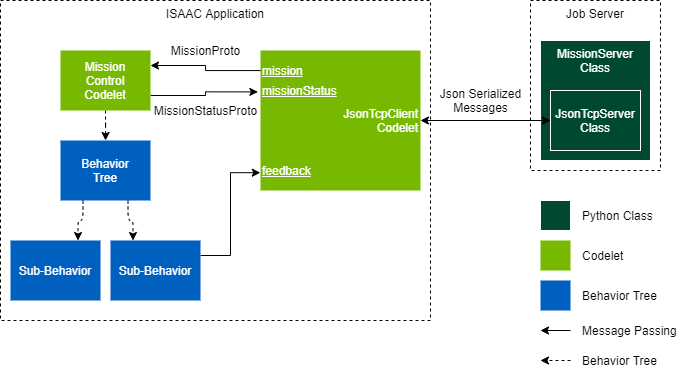 ISAAC Application
Job Server
MissionProto
Mission
Control
Codelet
mission
missionStatus
MissionStatusProto
JsonTcpClient
Codelet
feedback
Json Serialized
Messages
MissionServer
Class
JsonTcpServer
Class
Behavior
Tree
Sub-Behavior
Sub-Behavior
Python Class
Codelet
Behavior Tree
Message Passing
Behavior Tree